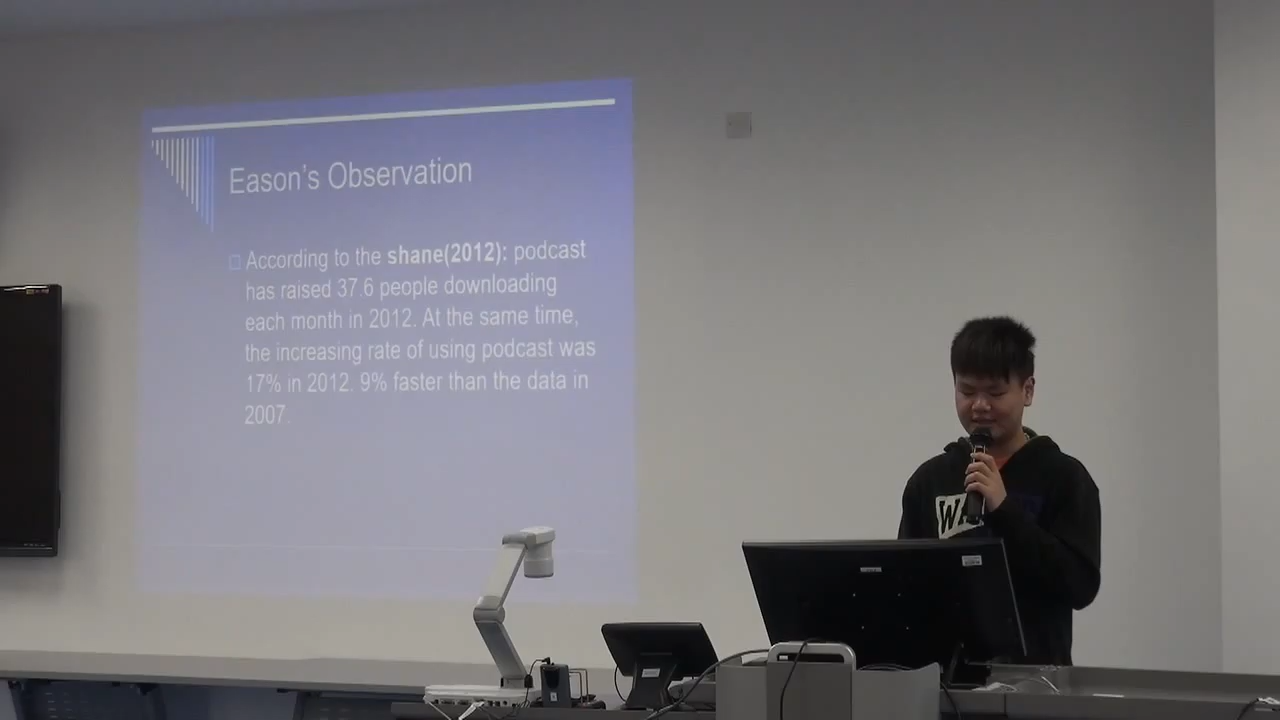 Eason's Observation
According to the shane(2012): podcast
has raised 37.6 people downloading
each month in 2012. At the same time,
the increasing rate of using podcast was
17% in 2012. 9% faster than the data in
2007.